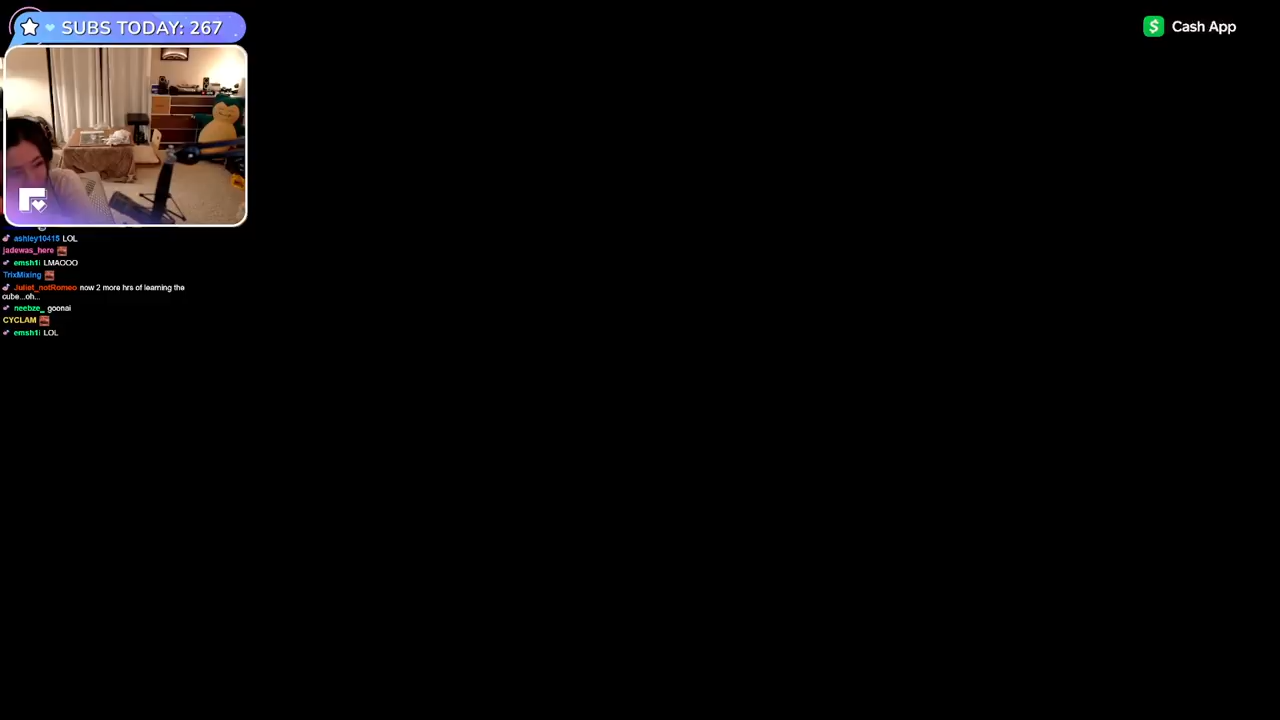 SUBS TODAY: 267
Cash App
ashley10415 LOL
jadewas_here
emsh1i LMAOOO
TrixMixing
Juliet_notRomeo now 2 more hrs of learning the
cube...oh...
neebze_ goonai
CYCLAM
emsh1i LOL